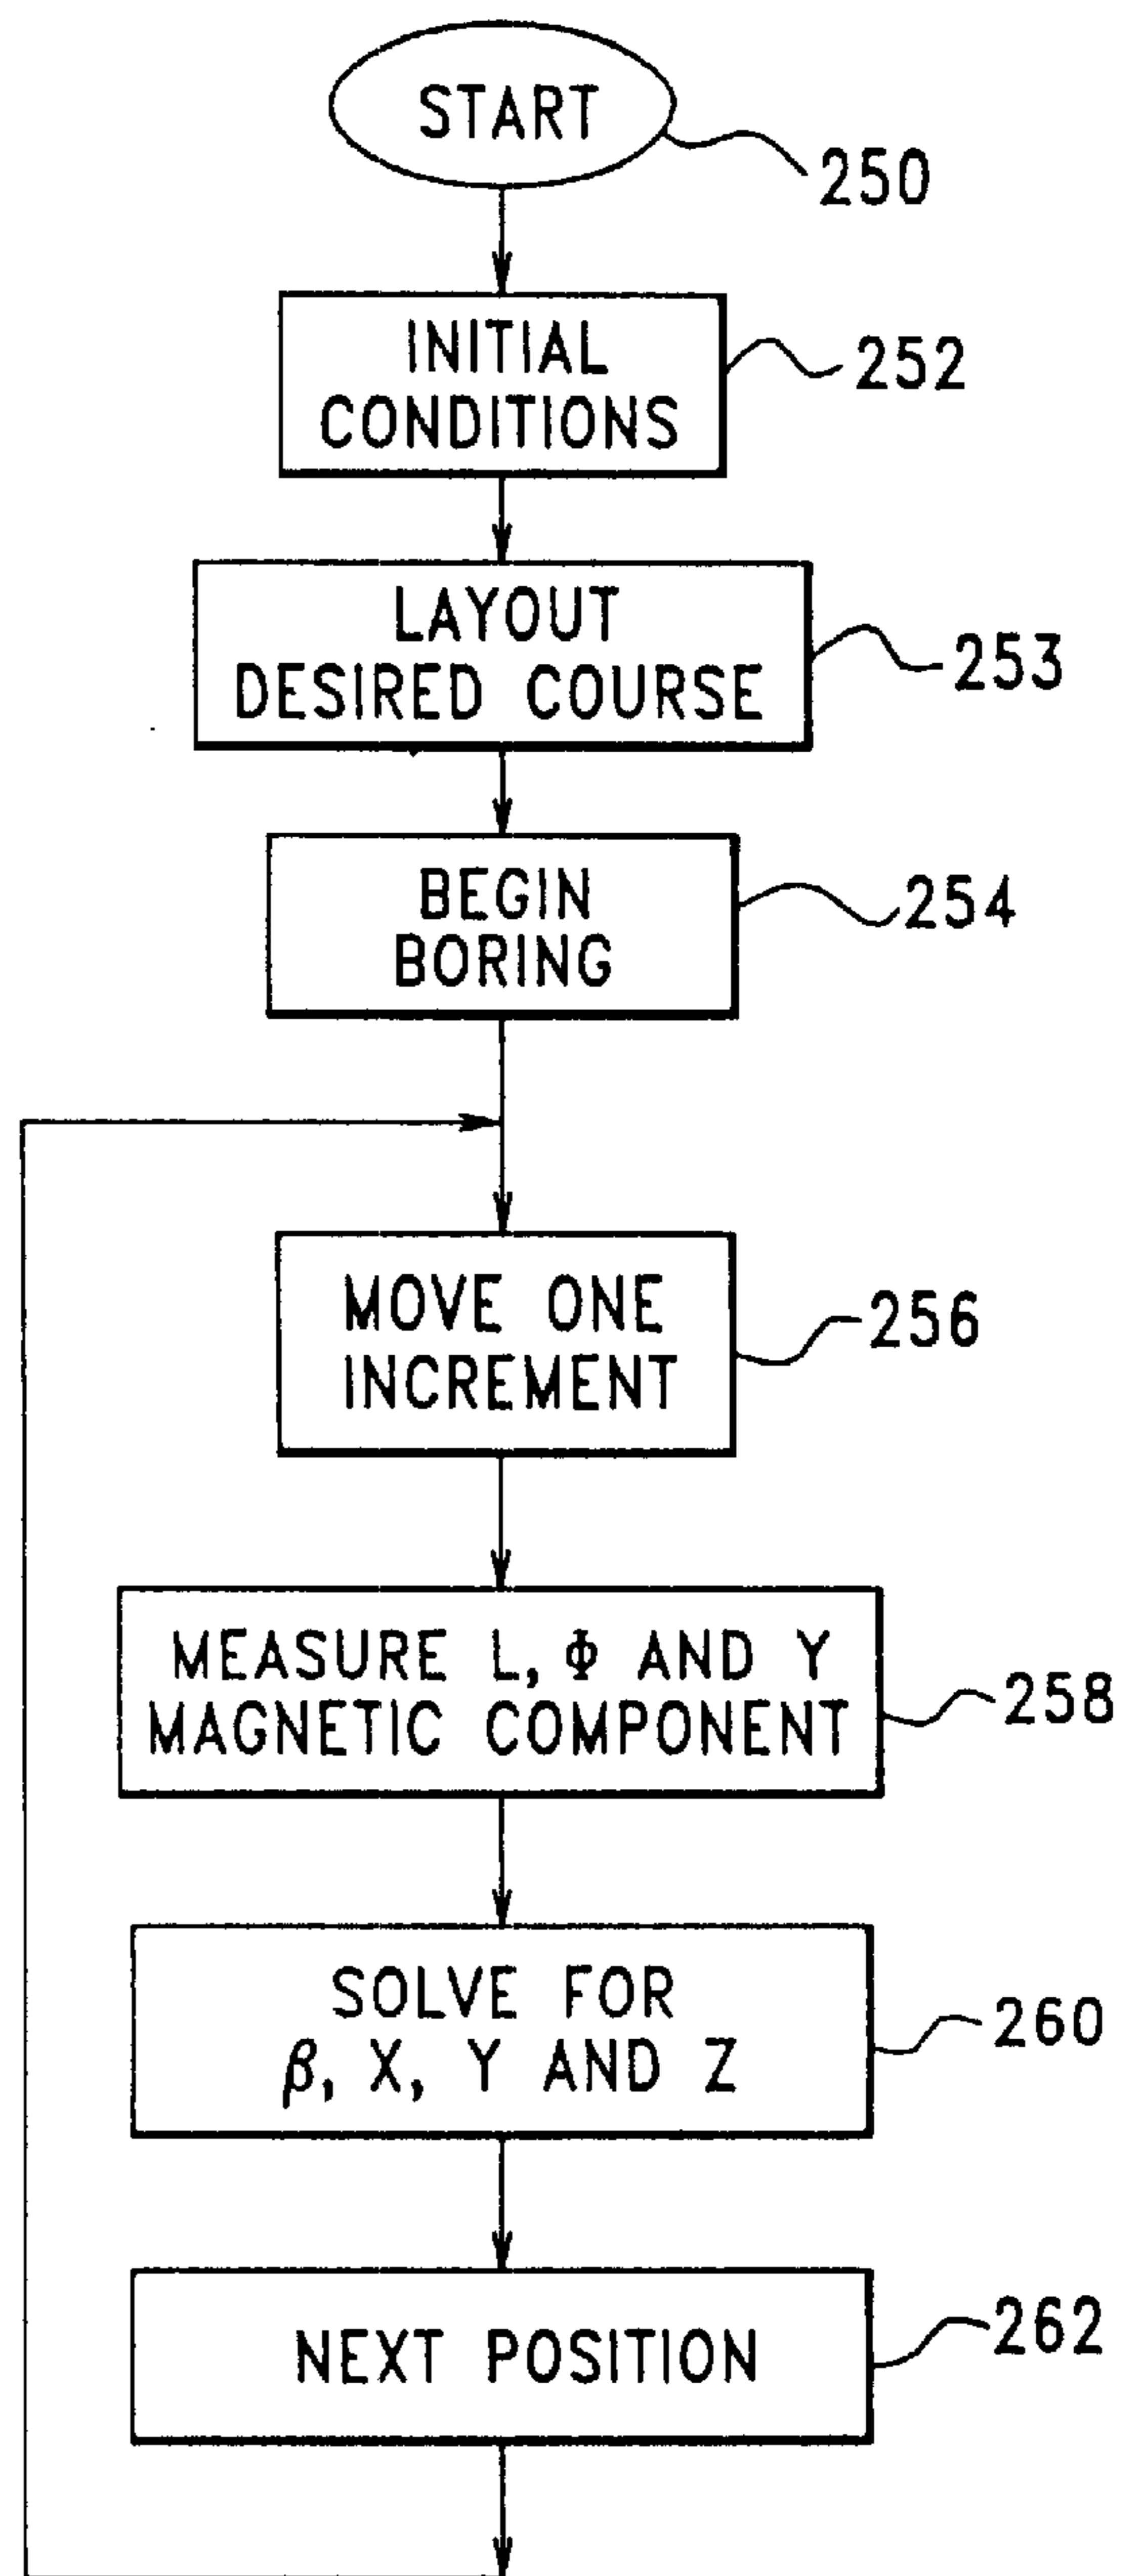 START
250
INITIAL
CONDITIONS
252
LAYOUT
DESIRED COURSE
253
BEGIN
BORING
254
MOVE ONE
INCREMENT
256
MEASURE L, Φ AND Y
MAGNETIC COMPONENT
258
SOLVE FOR
β, X, Y AND Z
260
NEXT POSITION
262